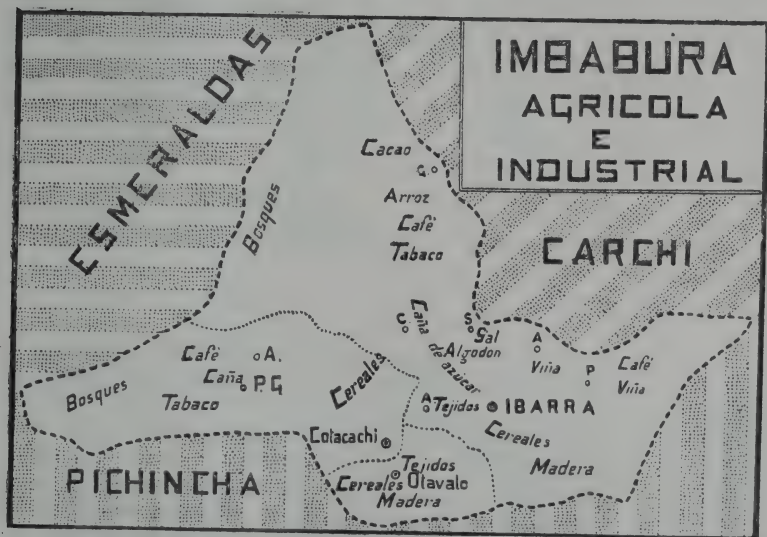 IMBABURA
AGRICOLA
E
INDUSTRIAL
ESMERALDAS
CARCHI
PICHINCHA
Bosques
Cacao
G.
Arroz
Café
Tabaco
C
Caña de azucar
S
Sal
Algodon
A
Viña
P
Café
Viña
Café
A.
Caña
P.G
Bosques
Tabaco
Cereales
A
Tejidos
IBARRA
Cereales
Madera
Cotacachi
Tejidos
Cereales Otavalo
Madera